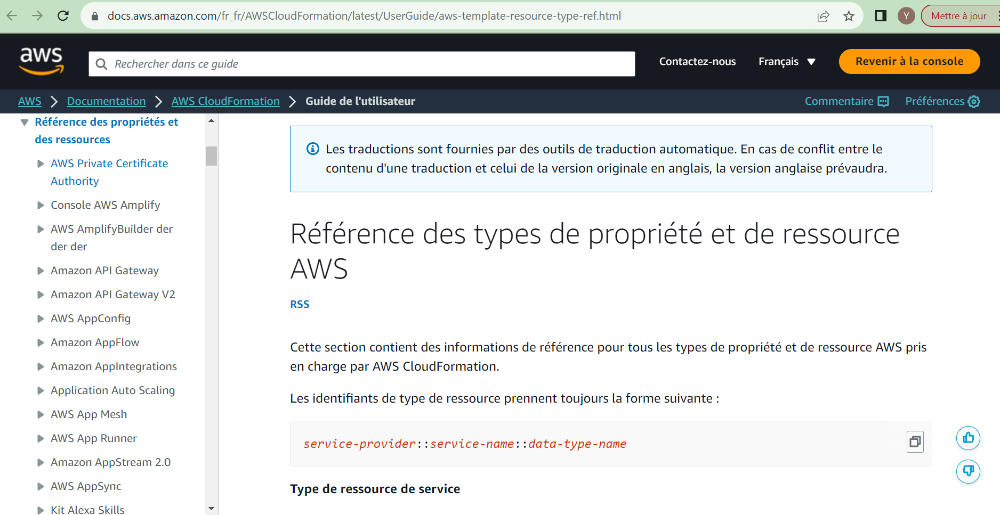 docs.aws.amazon.com/fr_fr/AWSCloudFormation/latest/UserGuide/aws-template-resource-type-ref.html
Y
Mettre à jour
aws
Rechercher dans ce guide
Contactez-nous
Français
Revenir à la console
AWS
Documentation
AWS CloudFormation
Guide de l'utilisateur
Commentaire
Préférences
Référence des propriétés et
des ressources
AWS Private Certificate
Authority
Console AWS Amplify
AWS AmplifyBuilder der
der der
Amazon API Gateway
Amazon API Gateway V2
AWS AppConfig
Amazon AppFlow
Amazon AppIntegrations
Application Auto Scaling
AWS App Mesh
AWS App Runner
Amazon AppStream 2.0
AWS AppSync
Kit Alexa Skills
Les traductions sont fournies par des outils de traduction automatique. En cas de conflit entre le
contenu d'une traduction et celui de la version originale en anglais, la version anglaise prévaudra.
Référence des types de propriété et de ressource
AWS
RSS
Cette section contient des informations de référence pour tous les types de propriété et de ressource AWS pris
en charge par AWS CloudFormation.
Les identifiants de type de ressource prennent toujours la forme suivante :
service-provider::service-name::data-type-name
Type de ressource de service